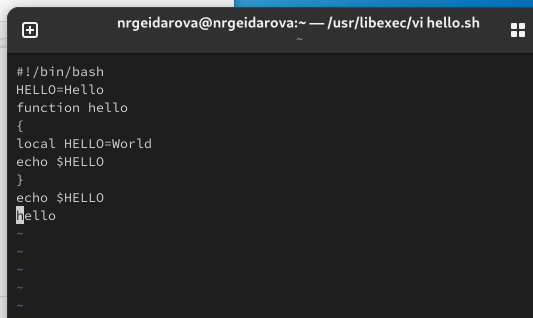 nrgeidarova@nrgeidarova:~ — /usr/libexec/vi hello.sh
~
#!/bin/bash
HELLO=Hello
function hello
{
local HELLO=World
echo $HELLO
}
echo $HELLO
hello
~
~
~
~
~